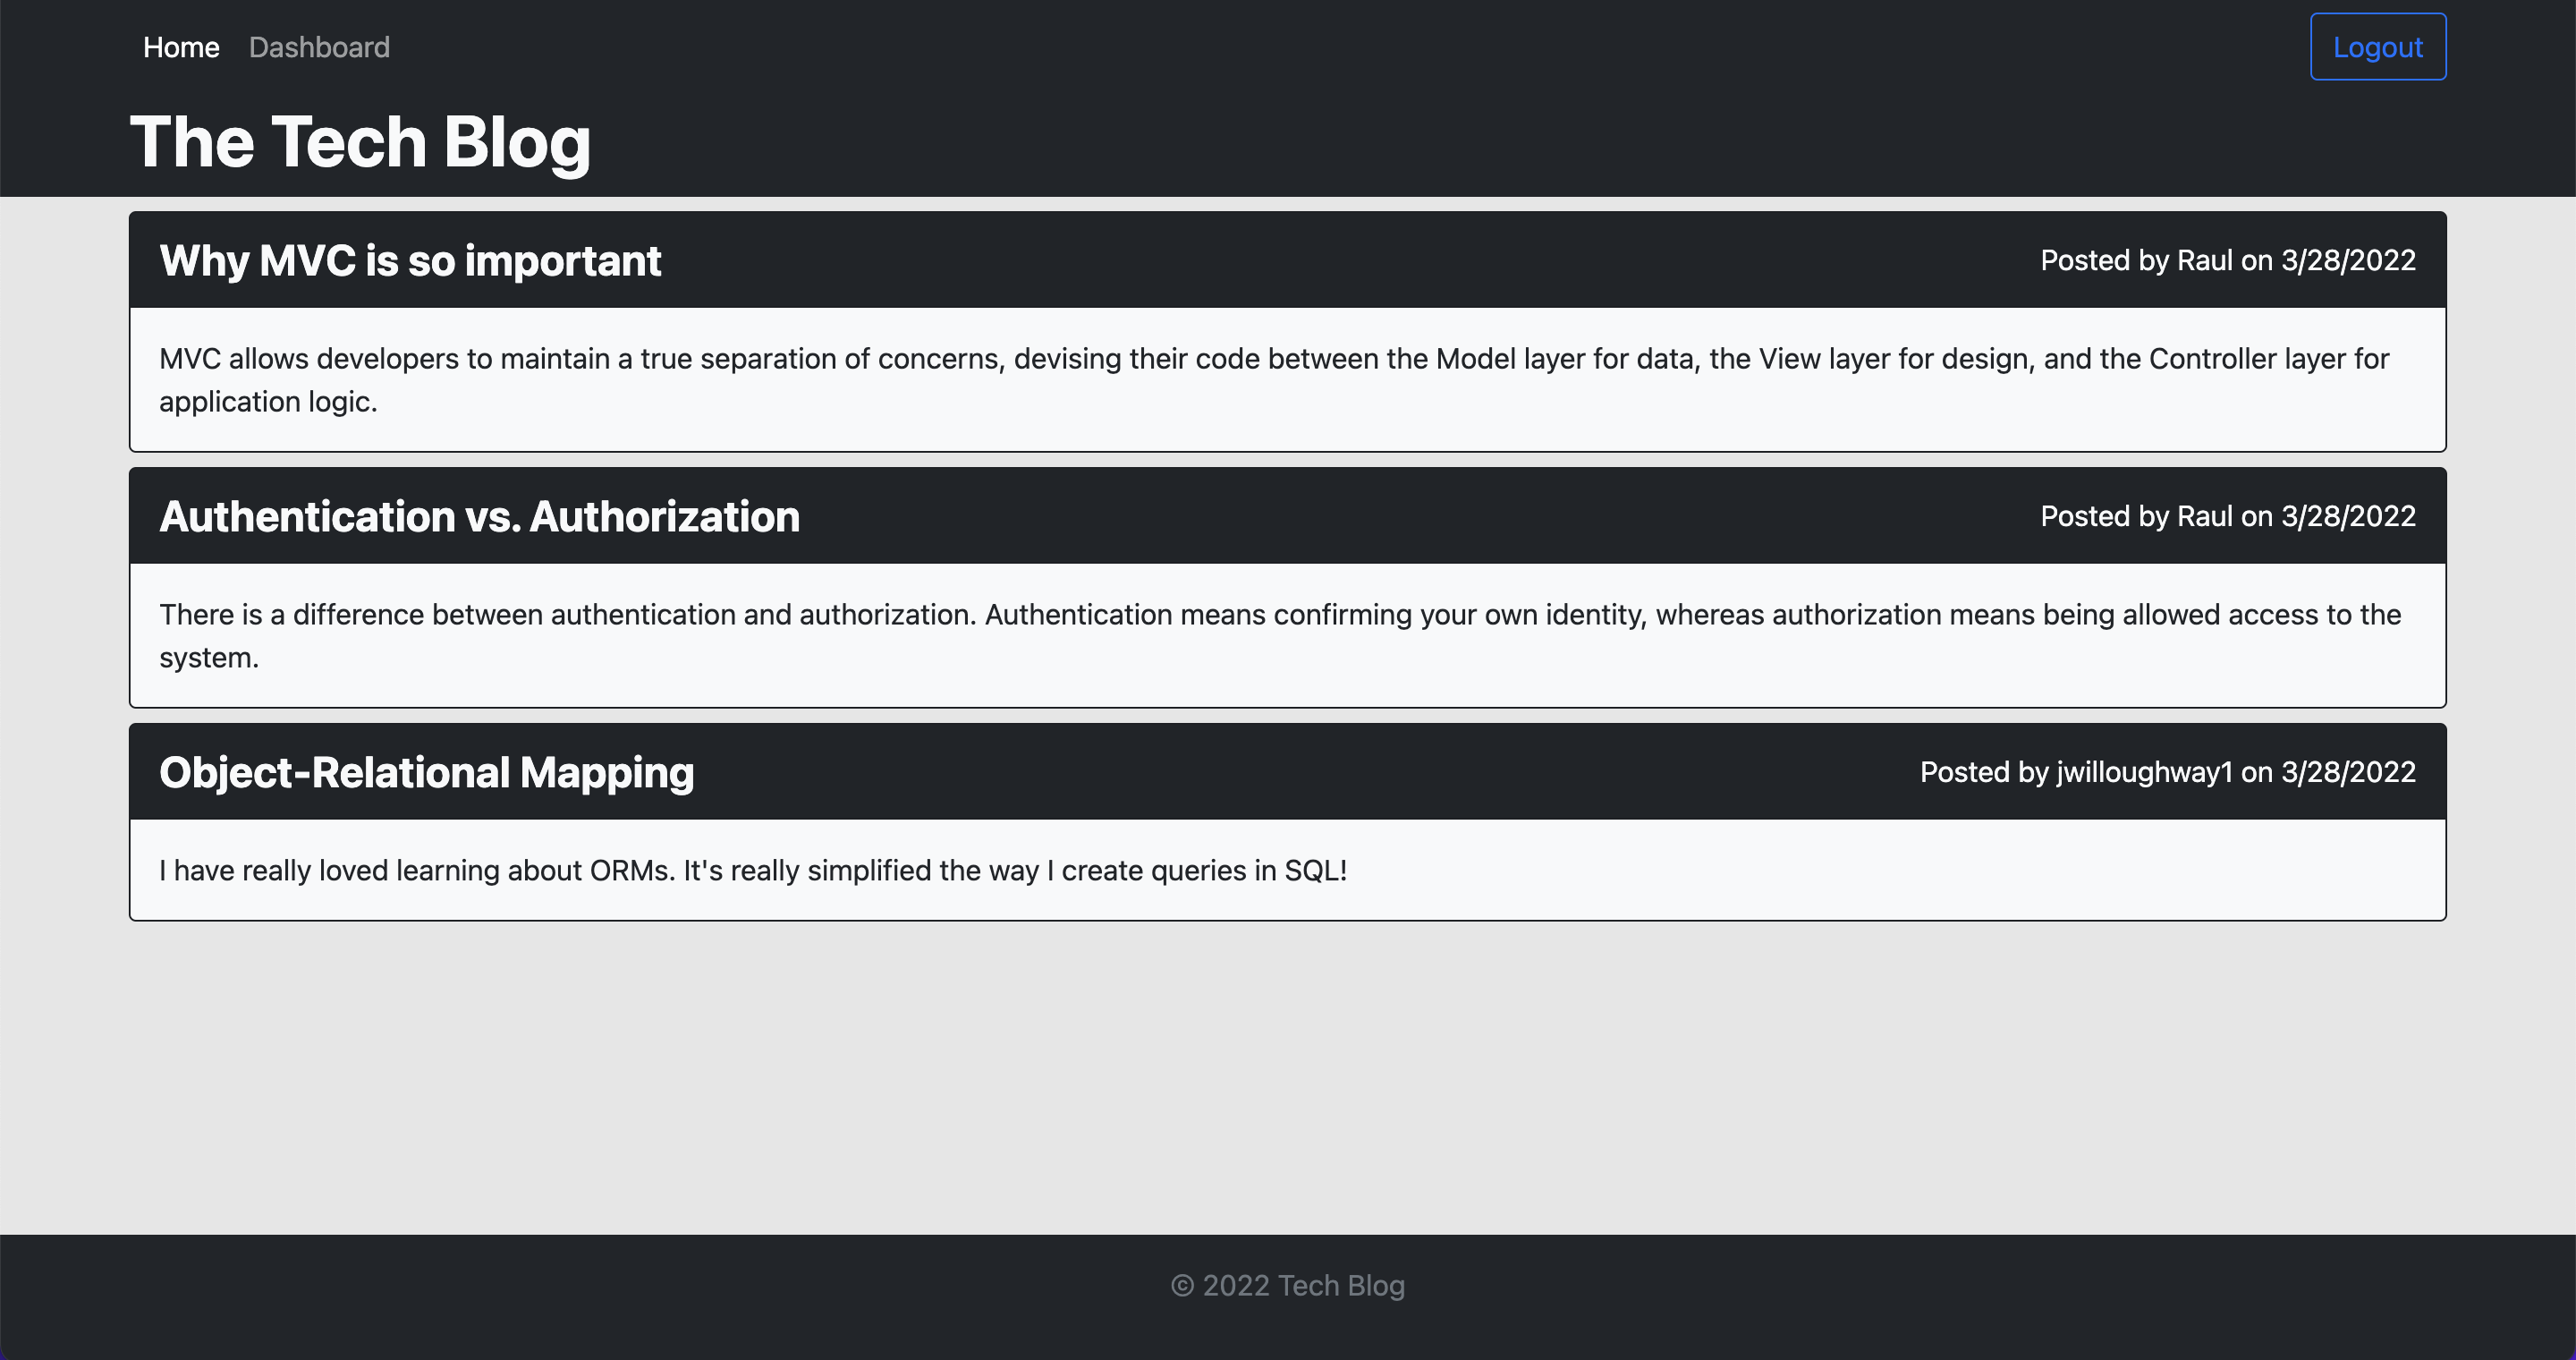 Home Dashboard Logout
The Tech Blog
Why MVC is so important Posted by Raul on 3/28/2022
MVC allows developers to maintain a true separation of concerns, devising their code between the Model layer for data, the View layer for design, and the Controller layer for
application logic.
Authentication vs. Authorization Posted by Raul on 3/28/2022
There is a difference between authentication and authorization. Authentication means confirming your own identity, whereas authorization means being allowed access to the
system.
Object-Relational Mapping Posted by jwilloughway1 on 3/28/2022
I have really loved learning about ORMs. It's really simplified the way I create queries in SQL!
© 2022 Tech Blog